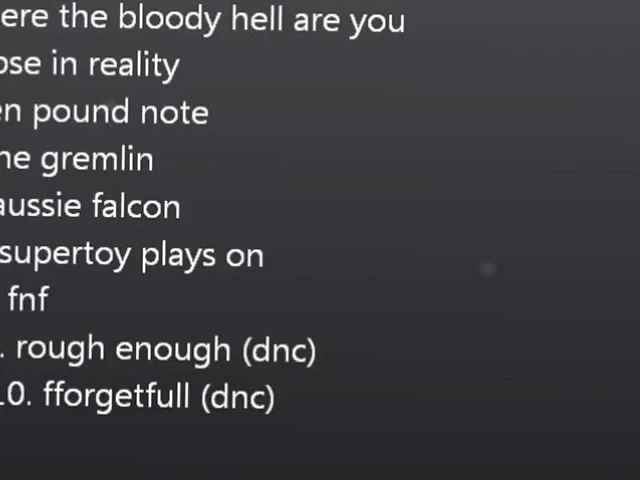 ere the bloody hell are you
ose in reality
en pound note
he gremlin
aussie falcon
supertoy plays on
fnf
. rough enough (dnc)
10. fforgetfull (dnc)